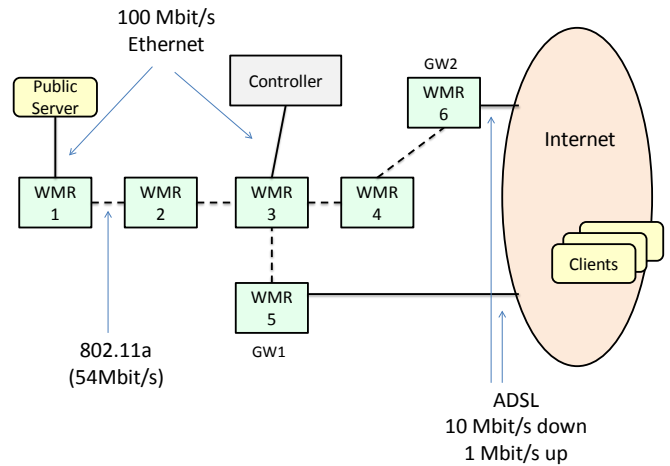 100 Mbit/s
Ethernet
Public
Server
Controller
GW2
WMR
6
Internet
WMR
1
WMR
2
WMR
3
WMR
4
Clients
WMR
5
GW1
802.11a
(54Mbit/s)
ADSL
10 Mbit/s down
1 Mbit/s up